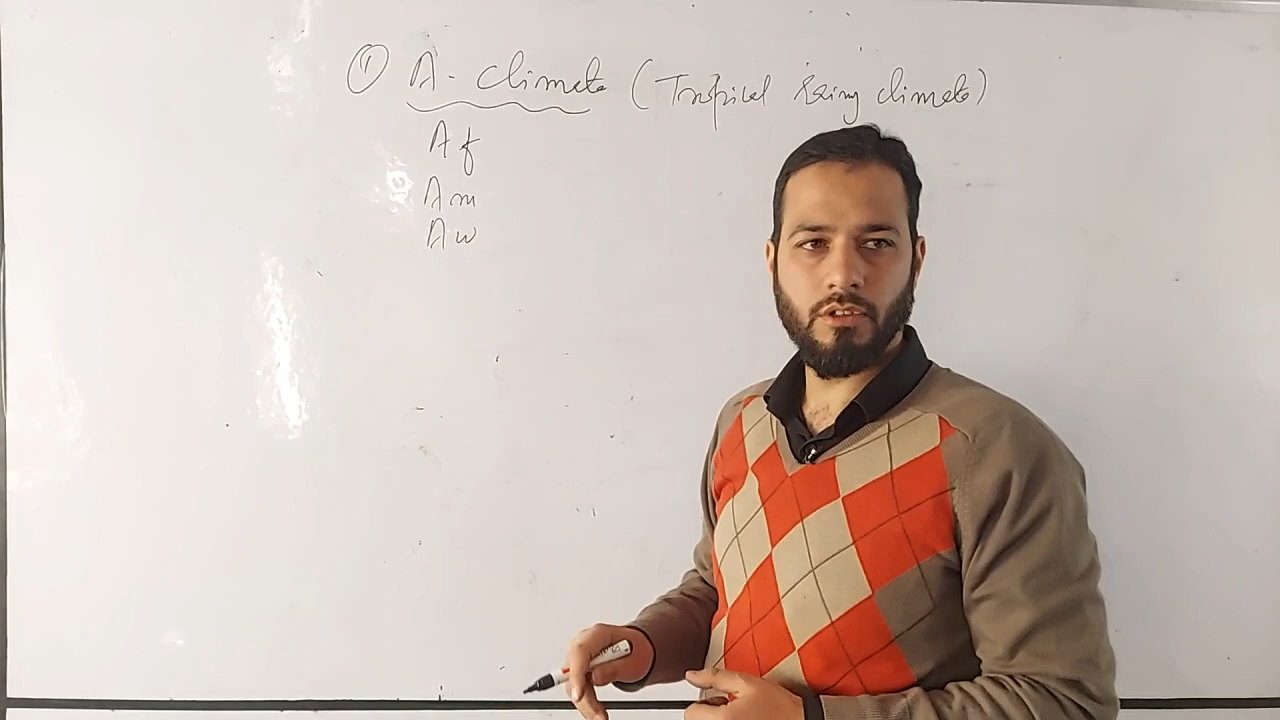 ① A - climate (Tropical rainy climate)
Af
Am
Aw